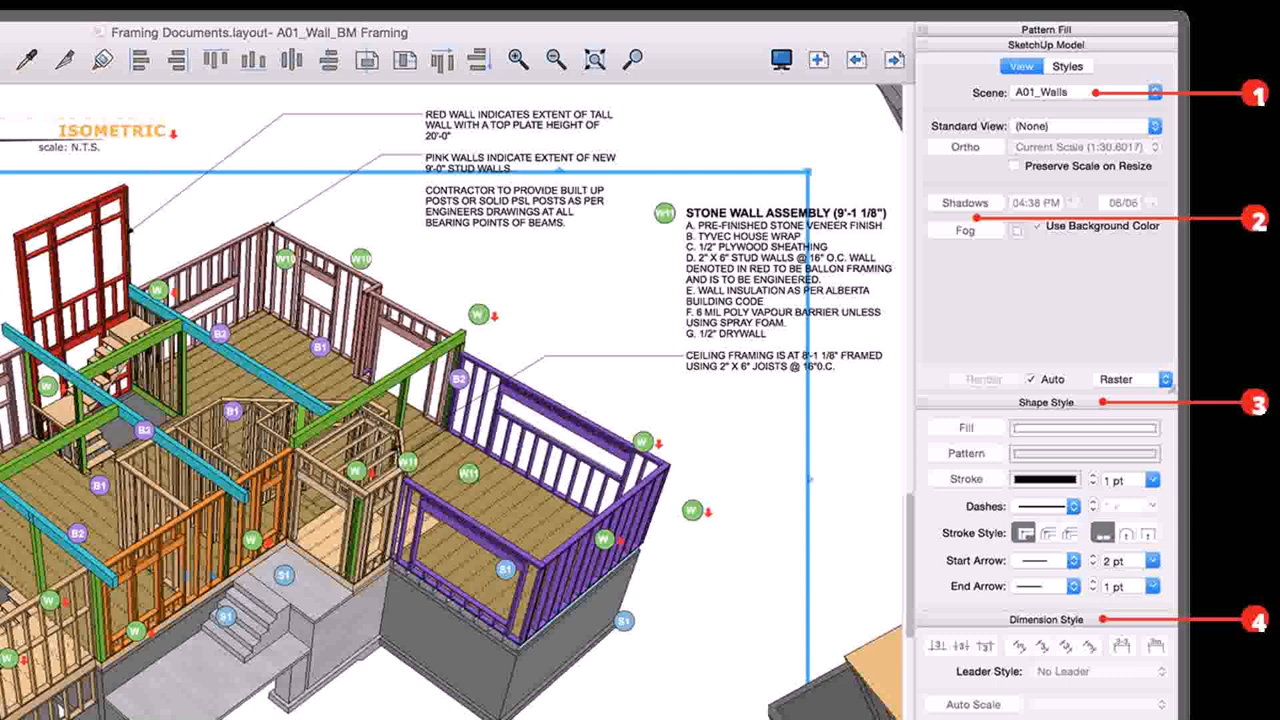 Framing Documents.layout- A01_Wall_BM Framing
ISOMETRIC
scale: N.T.S.
RED WALL INDICATES EXTENT OF TALL
WALL WITH A TOP PLATE HEIGHT OF
20'-0"
PINK WALLS INDICATE EXTENT OF NEW
9'-0" STUD WALLS
CONTRACTOR TO PROVIDE BUILT UP
POSTS OR SOLID PSL POSTS AS PER
ENGINEERS DRAWINGS AT ALL
BEARING POINTS OF BEAMS.
W11
STONE WALL ASSEMBLY (9'-1 1/8")
A. PRE-FINISHED STONE VENEER FINISH
B. TYVEC HOUSE WRAP
C. 1/2" PLYWOOD SHEATHING
D. 2" X 6" STUD WALLS @ 16" O.C. WALL
DENOTED IN RED TO BE BALLON FRAMING
AND IS TO BE ENGINEERED.
E. WALL INSULATION AS PER ALBERTA
BUILDING CODE
F. 6 MIL POLY VAPOUR BARRIER UNLESS
USING SPRAY FOAM.
G. 1/2" DRYWALL
CEILING FRAMING IS AT 8'-1 1/8" FRAMED
USING 2" X 6" JOISTS @ 16"O.C.
W10
W10
W
W
B2
B1
B2
W
B1
B2
W
W11
W
W11
B1
W
B2
W
W
S1
S1
W
S1
S1
W
W
Pattern Fill
SketchUp Model
View
Styles
Scene:
A01_Walls
1
Standard View:
(None)
Ortho
Current Scale (1:30.6017)
Preserve Scale on Resize
Shadows
04:38 PM
06/06
2
Fog
Use Background Color
Render
Auto
Raster
Shape Style
3
Fill
Pattern
Stroke
1 pt
Dashes:
Stroke Style:
Start Arrow:
2 pt
End Arrow:
1 pt
Dimension Style
4
Leader Style:
No Leader
Auto Scale